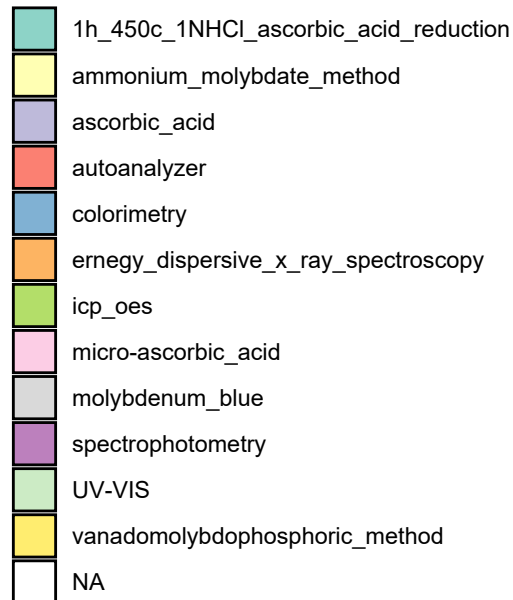 1h_450c_1NHCl_ascorbic_acid_reduction
ammonium_molybdate_method
ascorbic_acid
autoanalyzer
colorimetry
ernegy_dispersive_x_ray_spectroscopy
icp_oes
micro-ascorbic_acid
molybdenum_blue
spectrophotometry
UV-VIS
vanadomolybdophosphoric_method
NA